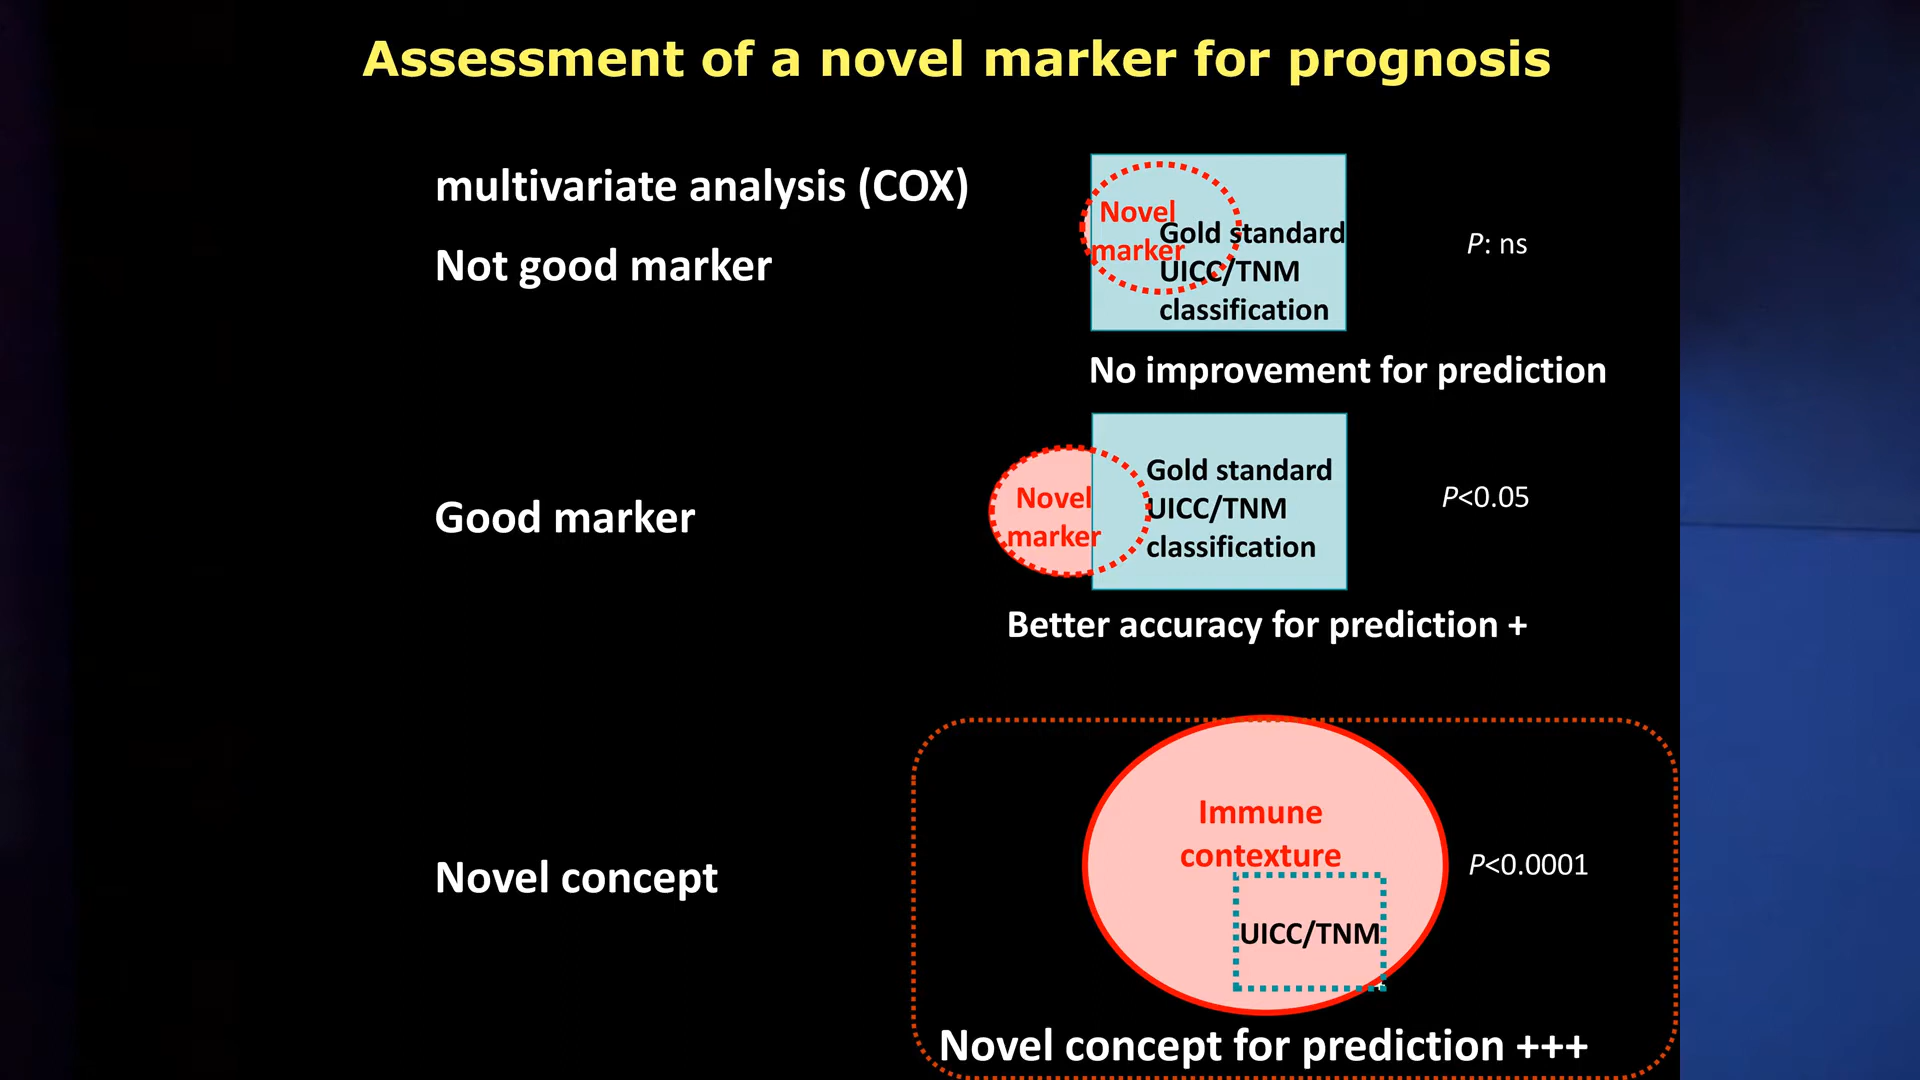 Assessment of a novel marker for prognosis
multivariate analysis (COX)
Not good marker
Novel
marker
Gold standard
UICC/TNM
classification
P: ns
No improvement for prediction
Good marker
Novel
marker
Gold standard
UICC/TNM
classification
P<0.05
Better accuracy for prediction +
Novel concept
Immune
contexture
UICC/TNM
P<0.0001
Novel concept for prediction +++